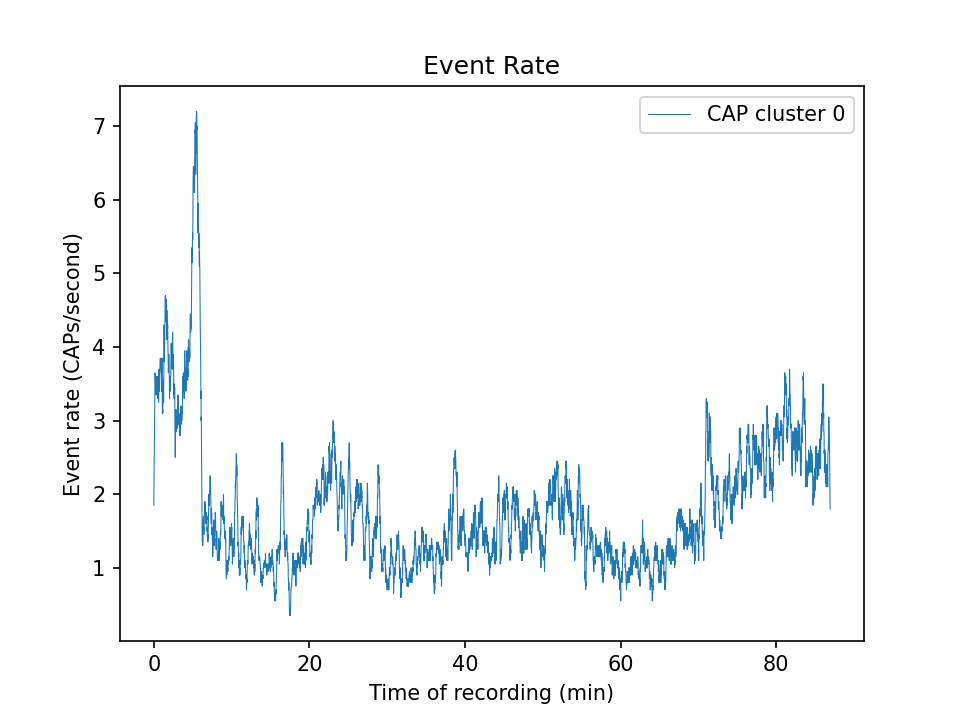 Event Rate
CAP cluster 0
Event rate (CAPs/second)
7
6
5
4
3
2
1
0 20 40 60 80
Time of recording (min)